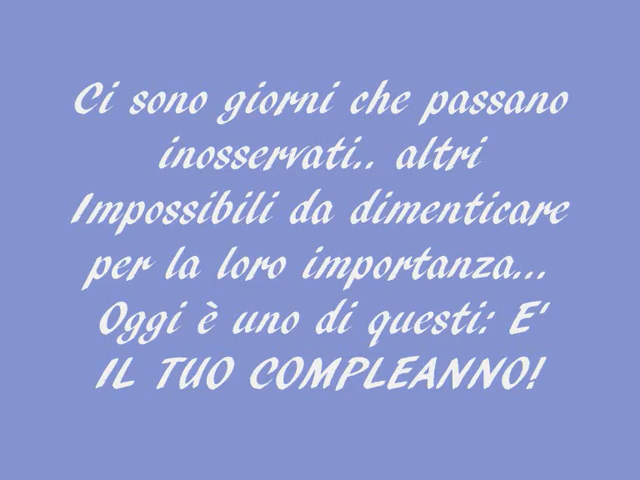 Ci sono giorni che passano
inosservati.. altri
Impossibili da dimenticare
per la loro importanza...
Oggi è uno di questi: E'
IL TUO COMPLEANNO!